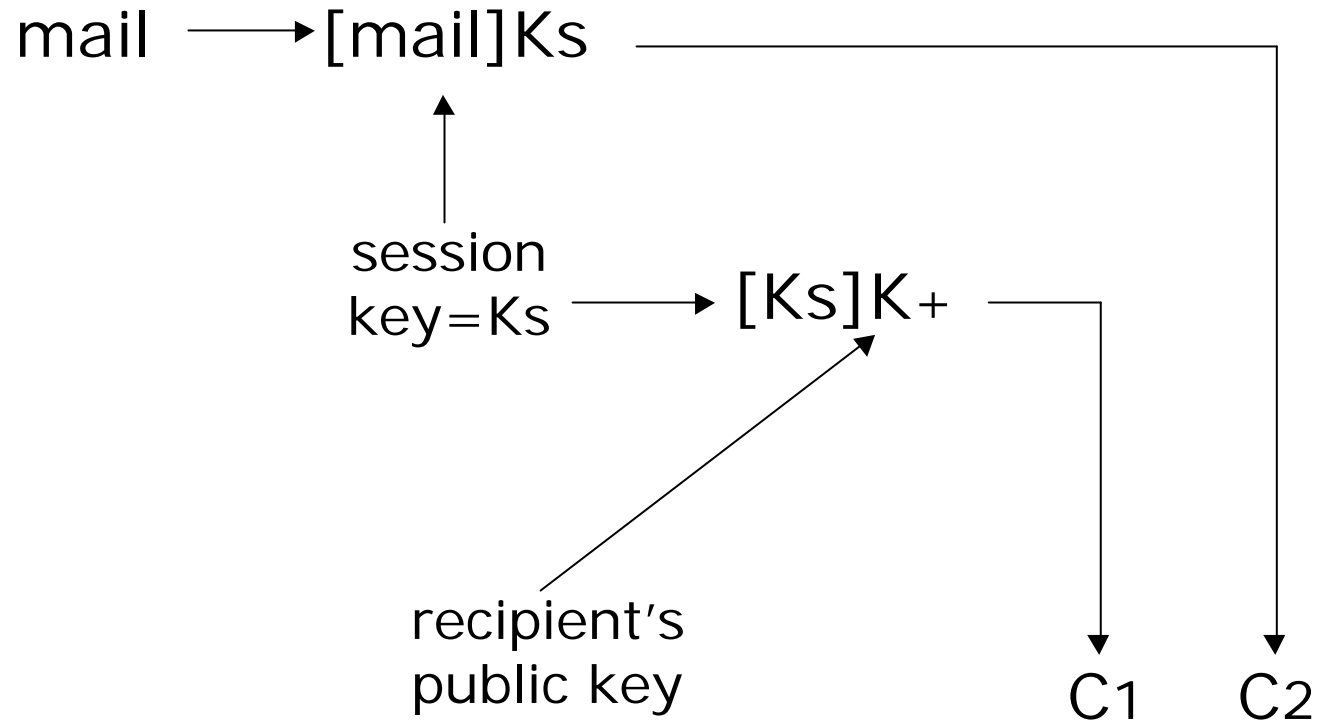 mail [mail]Ks
session
key=Ks [Ks]K+
recipient's
public key
C1 C2